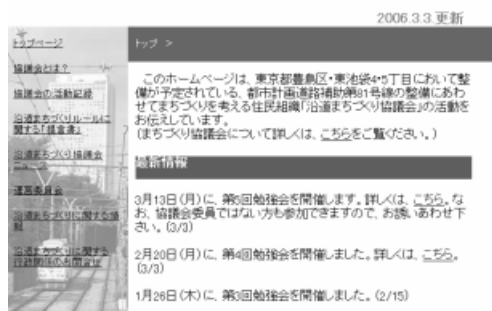 2006.3.3.更新
トップページ
トップ >
協議会とは?
協議会の活動記録
沿道まちづくりルールに
関する「提言書」
沿道まちづくり協議会
ニュース
運営委員会
沿道まちづくりに関する情
報
沿道まちづくりに関する
行政関係のお問合せ
このホームページは、東京都豊島区・東池袋4・5丁目において整
備が予定されている、都市計画道路補助第81号線の整備にあわ
せてまちづくりを考える住民組織「沿道まちづくり協議会」の活動を
お伝えしています。
(まちづくり協議会について詳しくは、こちらをご覧ください。)
最新情報
3月13日(月)に、第5回勉強会を開催します。詳しくは、こちら。な
お、協議会委員ではない方も参加できますので、お誘いあわせ下
さい。(3/3)
2月20日(月)に、第4回勉強会を開催しました。詳しくは、こちら。
(3/3)
1月26日(木)に、第3回勉強会を開催しました。(2/15)